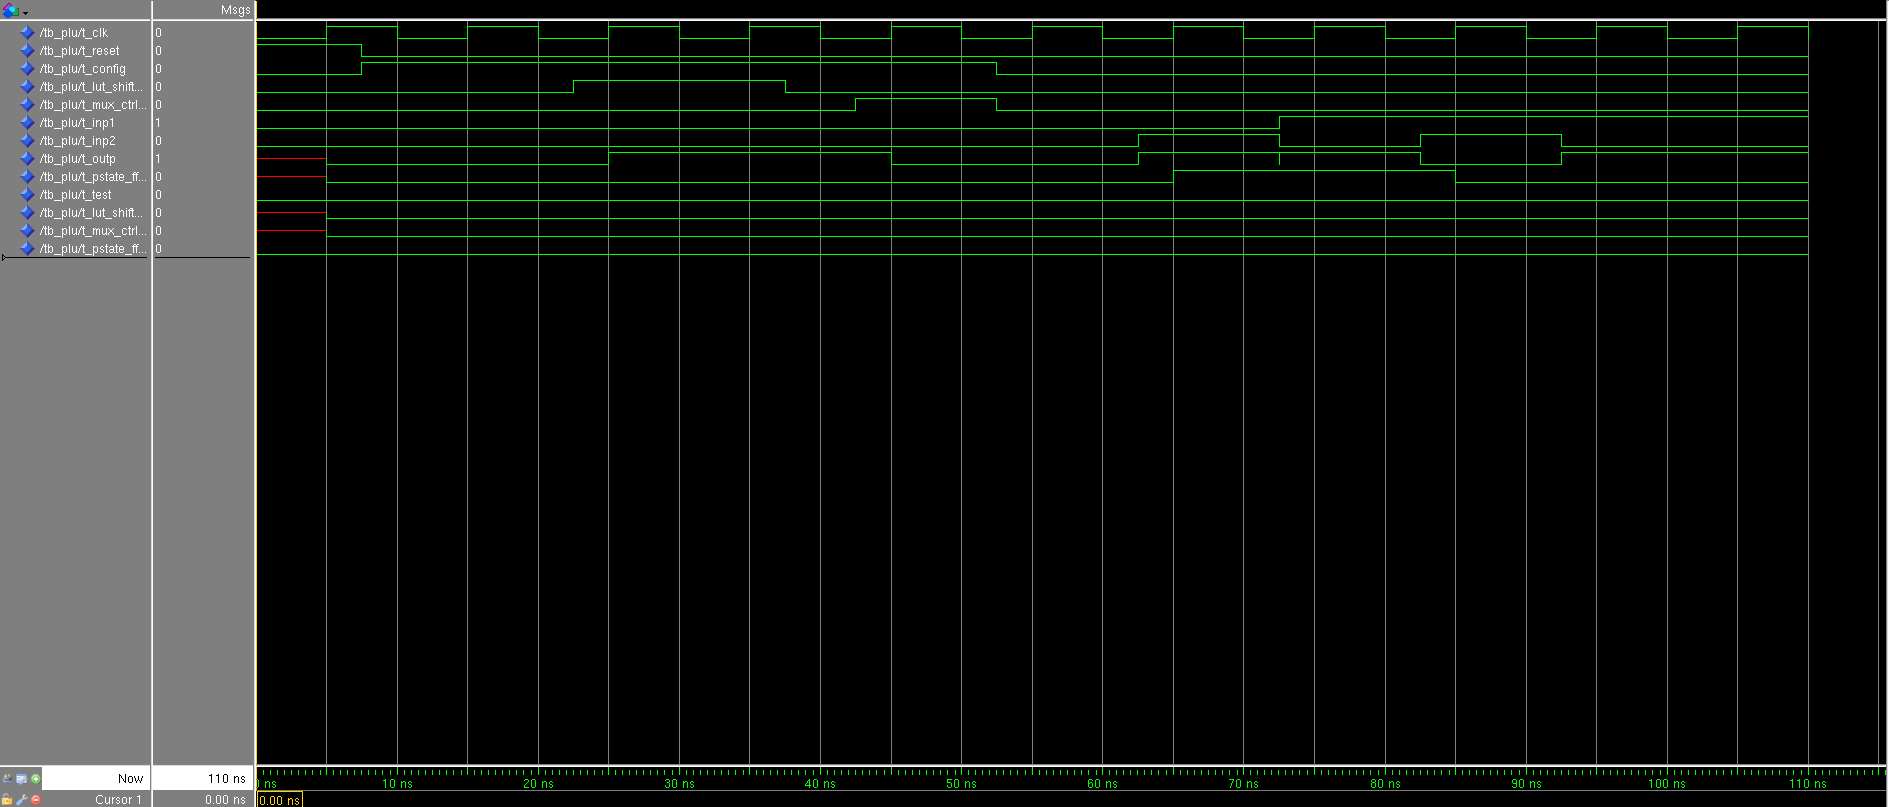 Msgs
/tb_plu/t_clk 0
/tb_plu/t_reset 0
/tb_plu/t_config 0
/tb_plu/t_lut_shift... 0
/tb_plu/t_mux_ctrl... 0
/tb_plu/t_inp1 1
/tb_plu/t_inp2 0
/tb_plu/t_outp 1
/tb_plu/t_pstate_ff... 0
/tb_plu/t_test 0
/tb_plu/t_lut_shift... 0
/tb_plu/t_mux_ctrl... 0
/tb_plu/t_pstate_ff... 0
Now 110 ns 0 ns 10 ns 20 ns 30 ns 40 ns 50 ns 60 ns 70 ns 80 ns 90 ns 100 ns 110 ns
Cursor 1 0.00 ns 0.00 ns